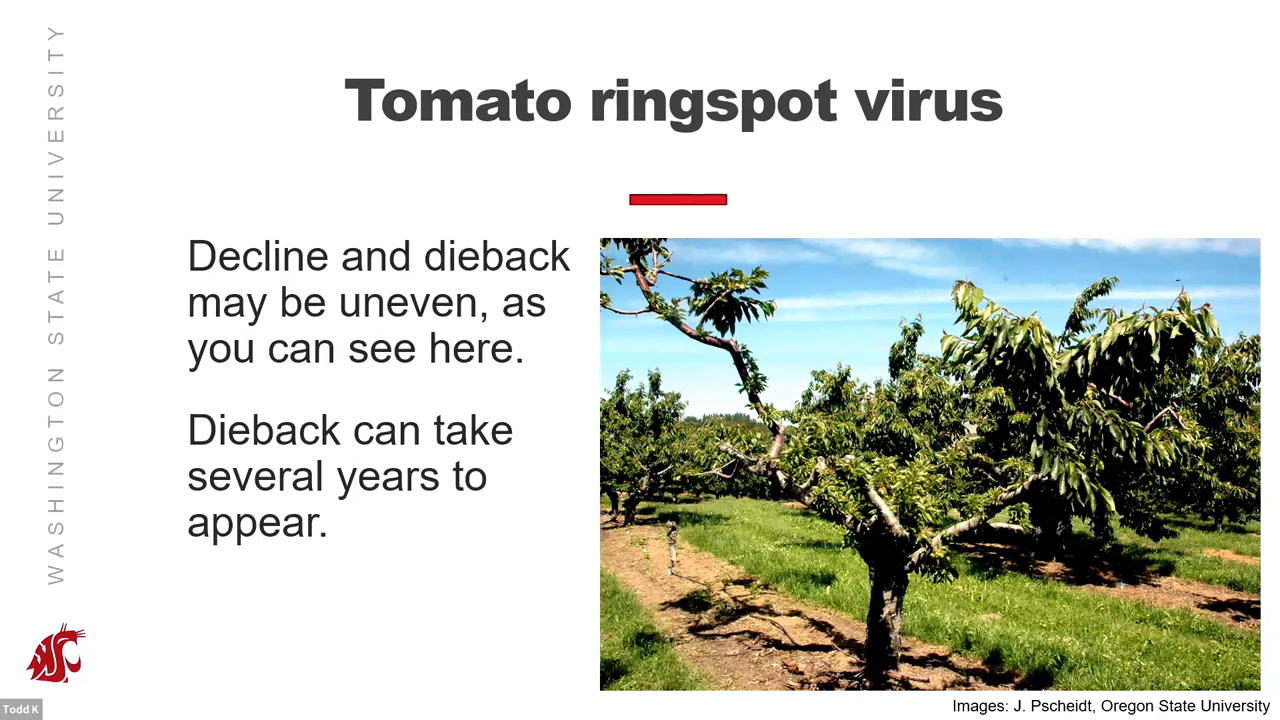 WASHINGTON STATE UNIVERSITY
Tomato ringspot virus
Decline and dieback
may be uneven, as
you can see here.
Dieback can take
several years to
appear.
Images: J. Pscheidt, Oregon State University
WSC
Todd K